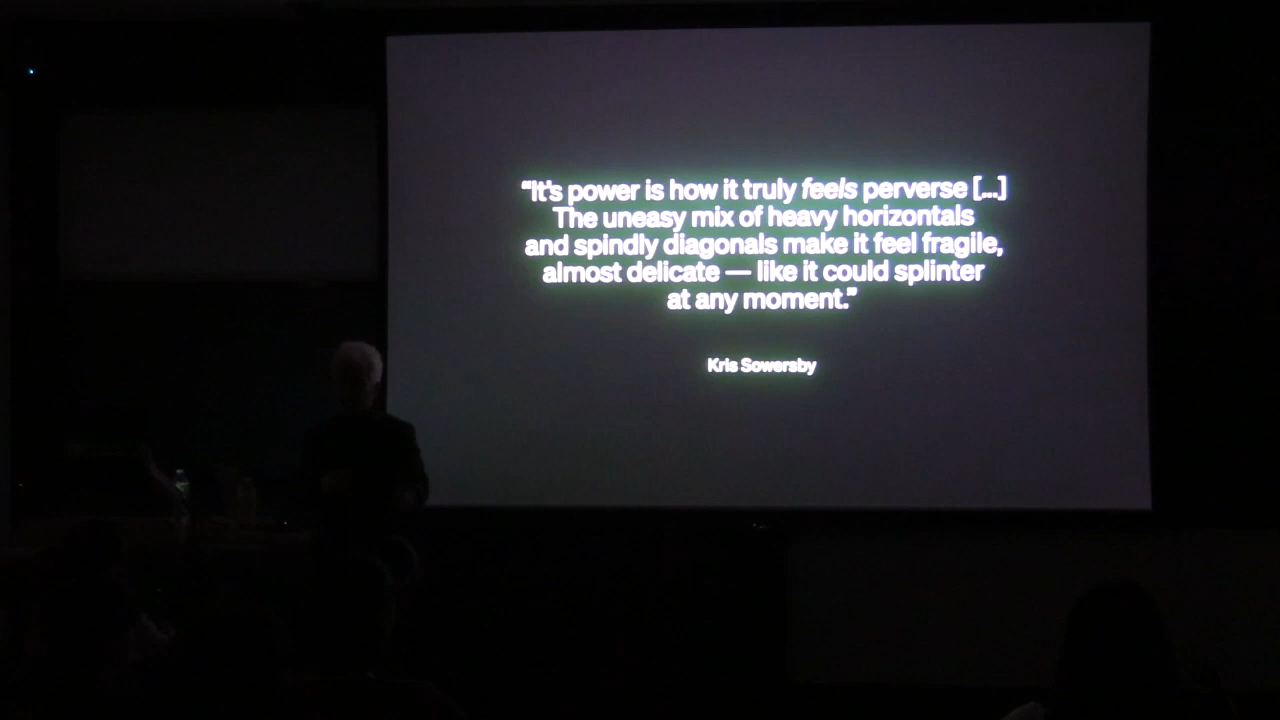 “It’s power is how it truly feels perverse [...]
The uneasy mix of heavy horizontals
and spindly diagonals make it feel fragile,
almost delicate — like it could splinter
at any moment.”
Kris Sowersby